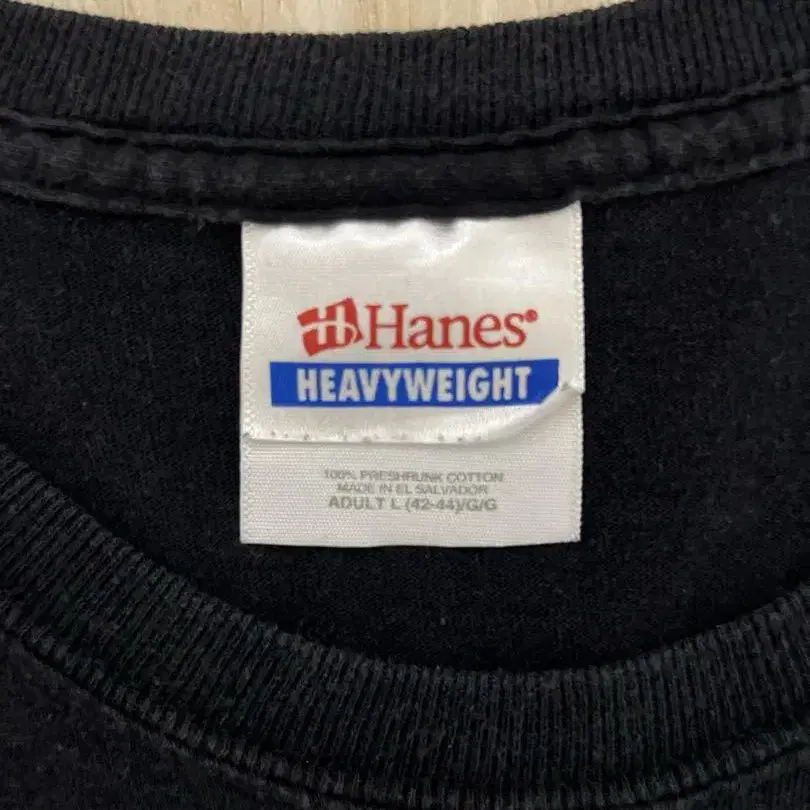 Hanes®
HEAVYWEIGHT
100% PRESHRUNK COTTON
MADE IN EL SALVADOR
ADULT L (42-44)/G/G